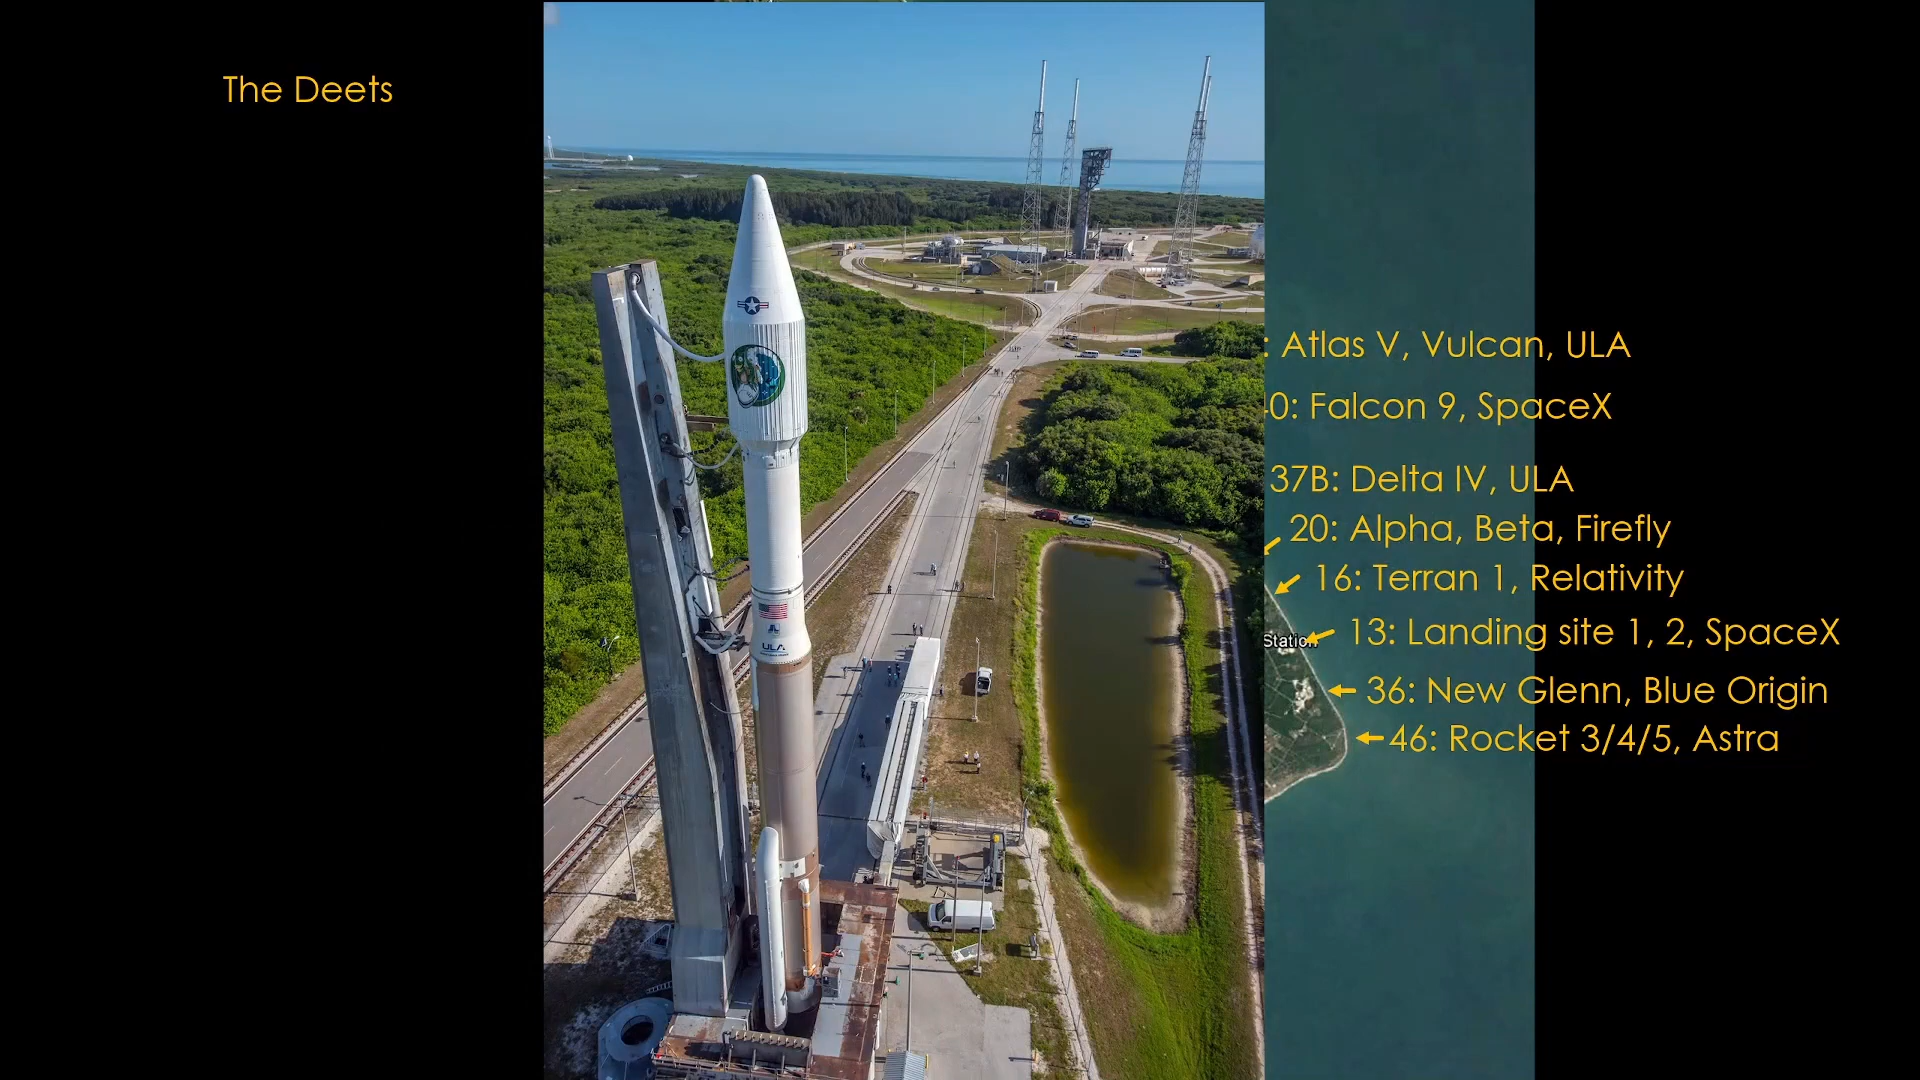 The Deets
: Atlas V, Vulcan, ULA
40: Falcon 9, SpaceX
37B: Delta IV, ULA
20: Alpha, Beta, Firefly
16: Terran 1, Relativity
Station
13: Landing site 1, 2, SpaceX
36: New Glenn, Blue Origin
46: Rocket 3/4/5, Astra
ULA